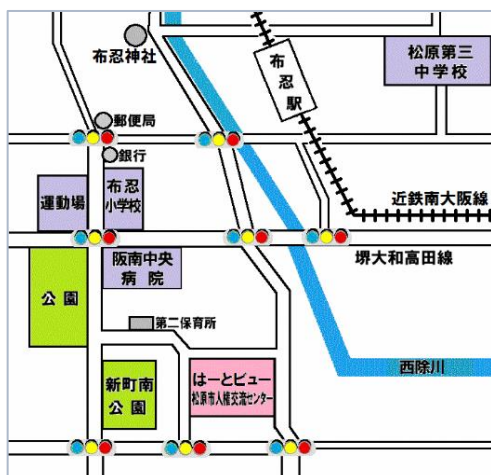 布忍神社
布忍駅
松原第三
中学校
郵便局
銀行
運動場
布忍
小学校
近鉄南大阪線
堺大和高田線
阪南中央
病院
公園
第二保育所
西除川
新町南
公園
はーとビュー
松原市人権交流センター